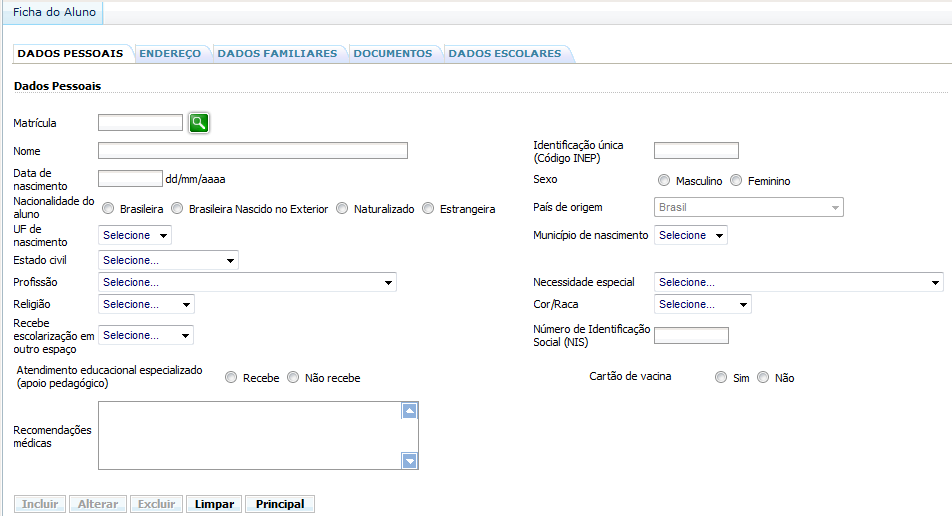 Ficha do Aluno
DADOS PESSOAIS ENDEREÇO DADOS FAMILIARES DOCUMENTOS DADOS ESCOLARES
Dados Pessoais
Matrícula
Nome
Identificação única
(Código INEP)
Data de
nascimento
dd/mm/aaaa
Sexo
Masculino Feminino
Nacionalidade do
aluno
Brasileira Brasileira Nascido no Exterior Naturalizado Estrangeira
País de origem
Brasil
UF de
nascimento
Selecione
Município de nascimento
Selecione
Estado civil
Selecione...
Profissão
Selecione...
Necessidade especial
Selecione...
Religião
Selecione...
Cor/Raca
Selecione...
Recebe
escolarização em
outro espaço
Selecione...
Número de Identificação
Social (NIS)
Atendimento educacional especializado
(apoio pedagógico)
Recebe Não recebe
Cartão de vacina
Sim Não
Recomendações
médicas
Incluir Alterar Excluir Limpar Principal